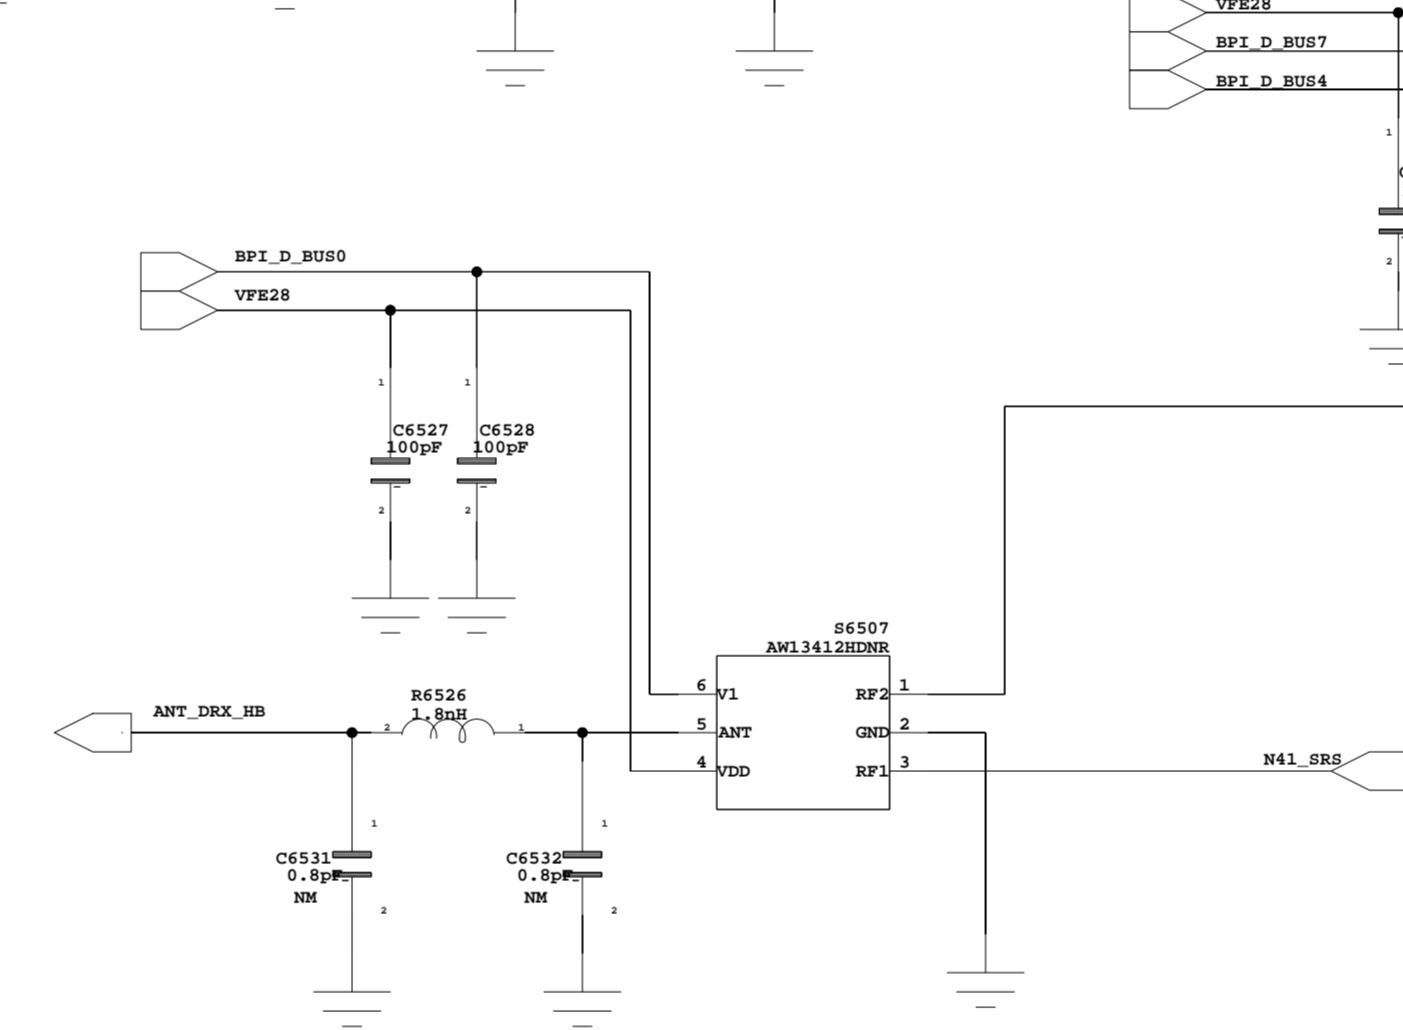 VFE28
BPI_D_BUS7
BPI_D_BUS4
1
2
BPI_D_BUS0
VFE28
1
1
C6527
100pF
C6528
100pF
2
2
S6507
AW13412HDNR
R6526
1.8nH
ANT_DRX_HB
2
1
6
V1
RF2
1
5
ANT
GND
2
4
VDD
RF1
3
N41_SRS
1
1
C6531
0.8pF
NM
C6532
0.8pF
NM
2
2